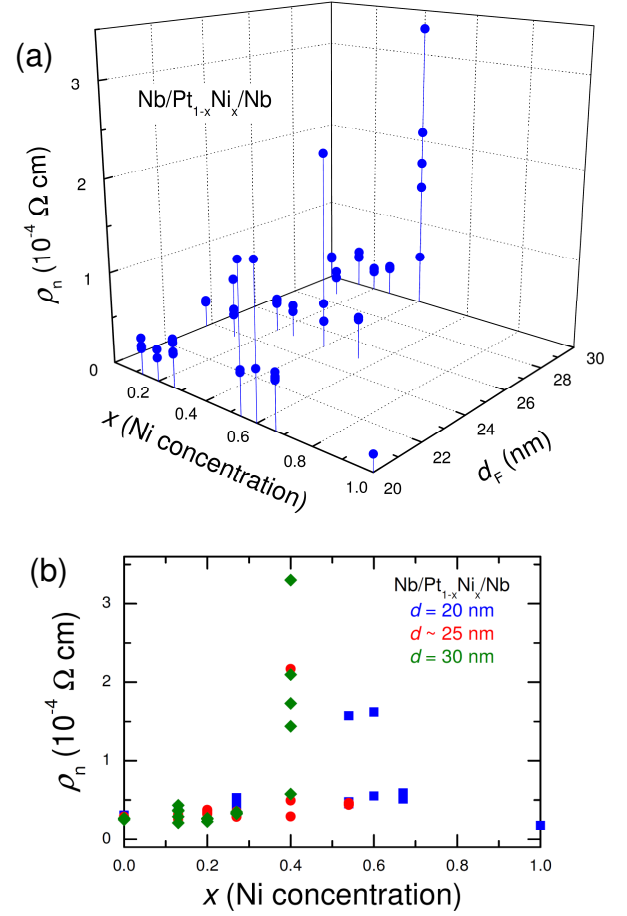 (a)
Nb/Pt₁₋ₓNiₓ/Nb
ρₙ (10⁻⁴ Ω cm)
3
2
1
0
0.2
0.4
0.6
0.8
1.0
x (Ni concentration)
20
22
24
26
28
30
d_F (nm)
(b)
Nb/Pt₁₋ₓNiₓ/Nb
d = 20 nm
d ~ 25 nm
d = 30 nm
ρₙ (10⁻⁴ Ω cm)
3
2
1
0
0.0 0.2 0.4 0.6 0.8 1.0
x (Ni concentration)